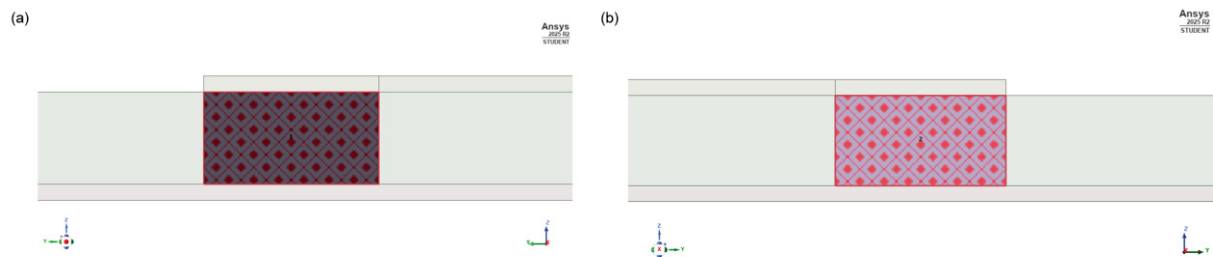 (a)
Ansys
2025 R2
STUDENT
1
Z
Y
Z
Y
X
(b)
Ansys
2025 R2
STUDENT
2
Z
X
Y
Z
X
Y